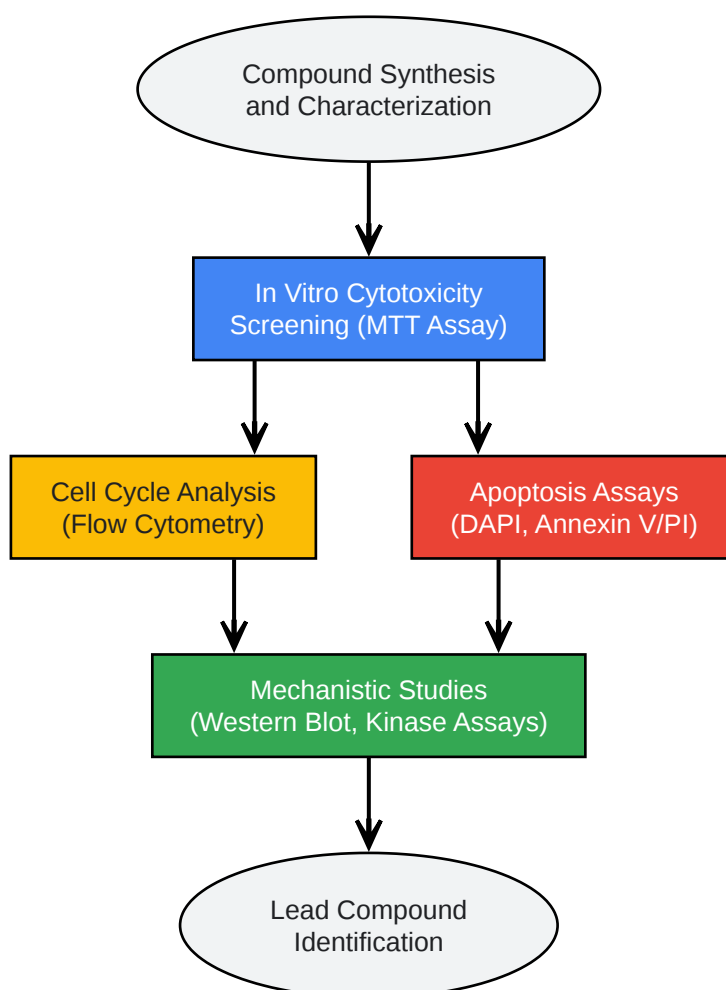 Compound Synthesis
and Characterization
In Vitro Cytotoxicity
Screening (MTT Assay)
Cell Cycle Analysis
(Flow Cytometry)
Apoptosis Assays
(DAPI, Annexin V/PI)
Mechanistic Studies
(Western Blot, Kinase Assays)
Lead Compound
Identification